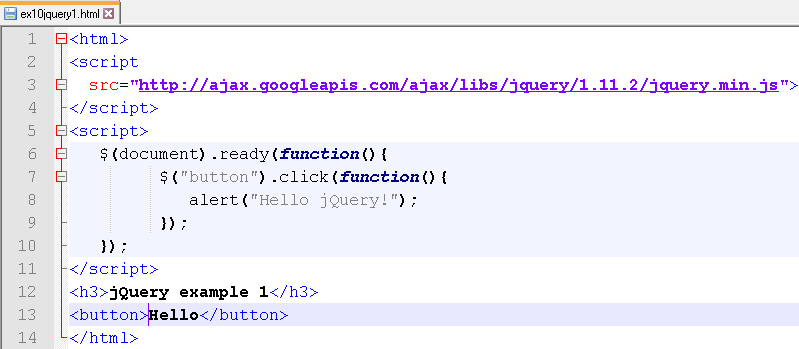 ex10jquery1.html
1 <html>
2 <script
3 src="http://ajax.googleapis.com/ajax/libs/jquery/1.11.2/jquery.min.js">
4 </script>
5 <script>
6 $(document).ready(function(){
7 $("button").click(function(){
8 alert("Hello jQuery!");
9 });
10 });
11 </script>
12 <h3>jQuery example 1</h3>
13 <button>Hello</button>
14 </html>